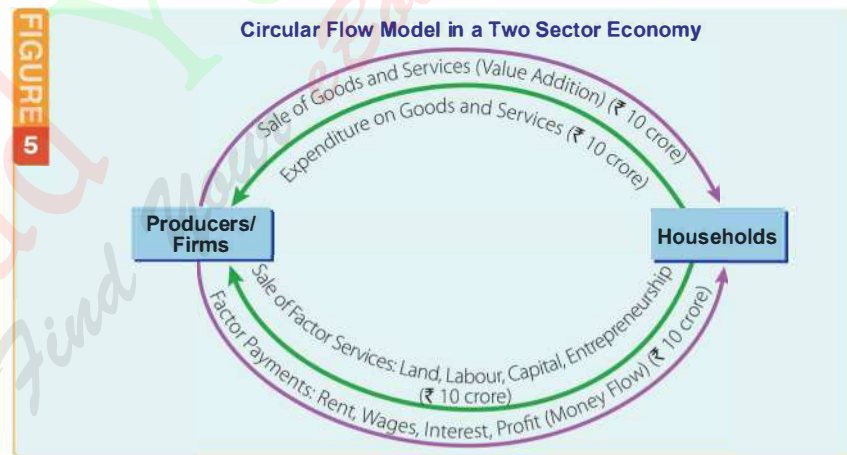 FIGURE
5
Circular Flow Model in a Two Sector Economy
Sale of Goods and Services (Value Addition) (₹ 10 crore)
Expenditure on Goods and Services (₹ 10 crore)
Producers/
Firms
Households
Sale of Factor Services: Land, Labour, Capital, Entrepreneurship
(₹ 10 crore)
Factor Payments: Rent, Wages, Interest, Profit (Money Flow) (₹ 10 crore)
Find Your